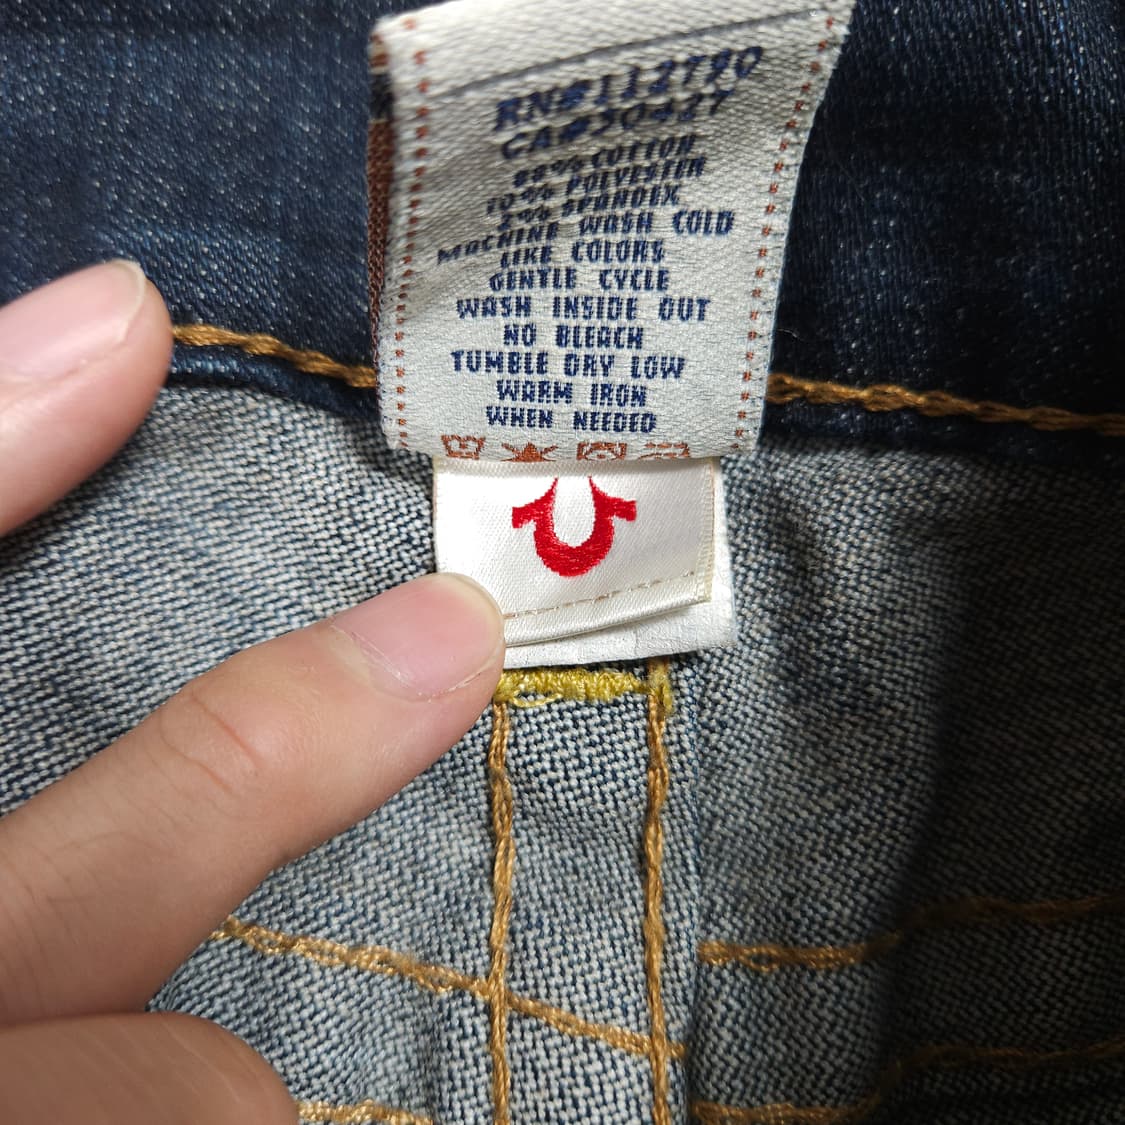 RN#112790
CA#30427
88% COTTON
10% POLYESTER
2% SPANDEX
MACHINE WASH COLD
LIKE COLORS
GENTLE CYCLE
WASH INSIDE OUT
NO BLEACH
TUMBLE DRY LOW
WARM IRON
WHEN NEEDED